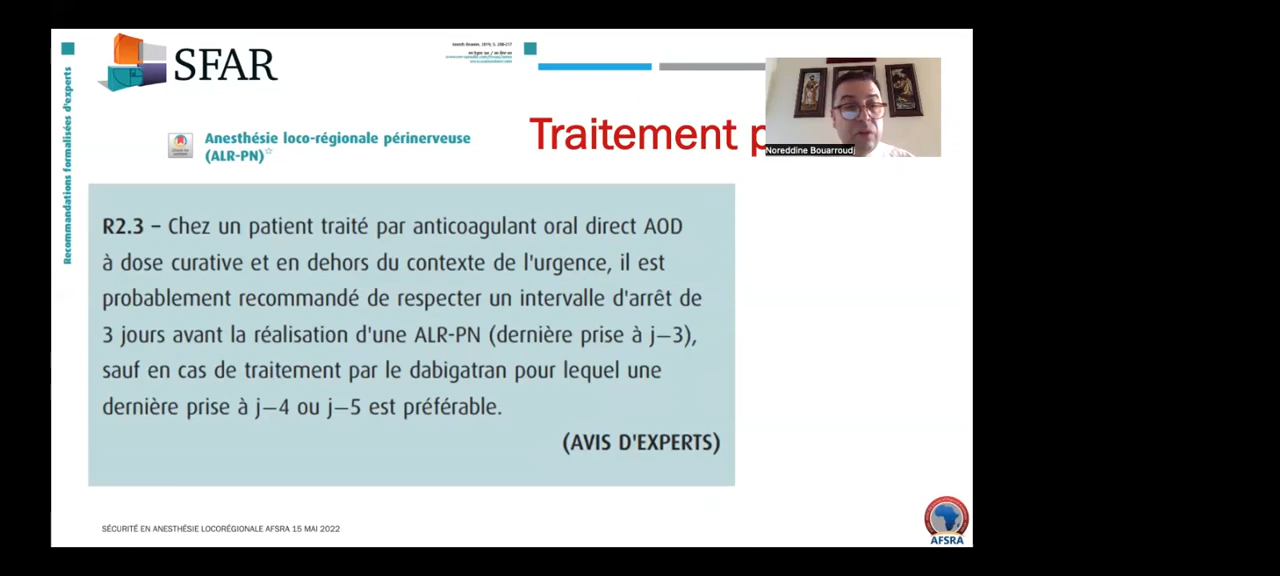 SFAR
Recommandations formalisées d'experts
Anesthésie loco-régionale périnerveuse
(ALR-PN)☆
Traitement p
Noreddine Bouarroudj
R2.3 – Chez un patient traité par anticoagulant oral direct AOD
à dose curative et en dehors du contexte de l'urgence, il est
probablement recommandé de respecter un intervalle d'arrêt de
3 jours avant la réalisation d'une ALR-PN (dernière prise à j–3),
sauf en cas de traitement par le dabigatran pour lequel une
dernière prise à j–4 ou j–5 est préférable.
(AVIS D'EXPERTS)
SÉCURITÉ EN ANESTHÉSIE LOCORÉGIONALE AFSRA 15 MAI 2022
AFSRA